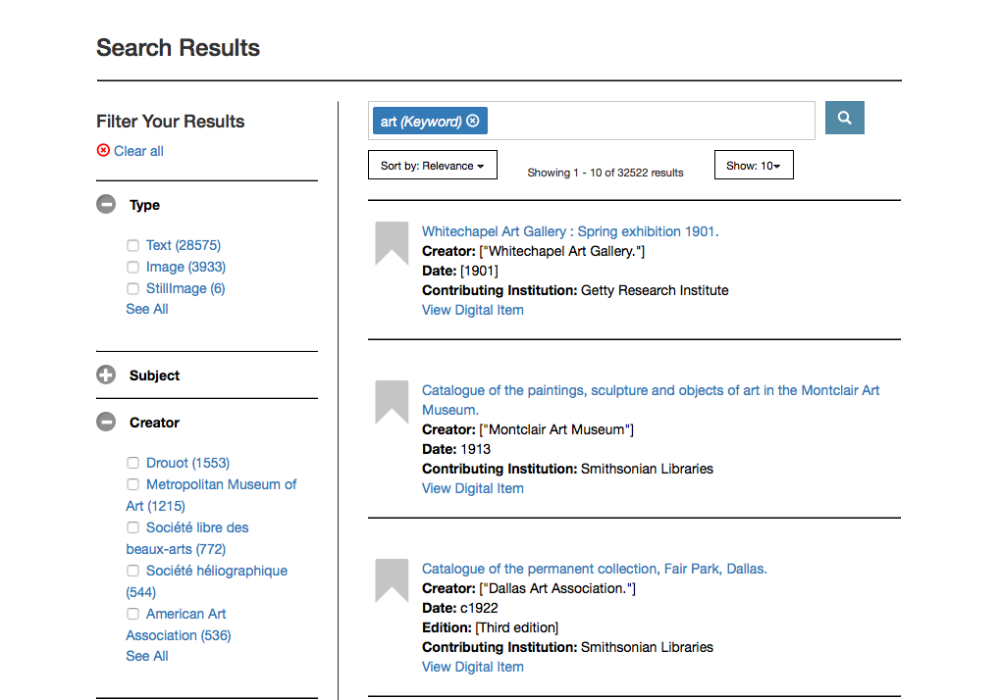 Search Results
Filter Your Results
Clear all
Type
Text (28575)
Image (3933)
StillImage (6)
See All
Subject
Creator
Drouot (1553)
Metropolitan Museum of
Art (1215)
Société libre des
beaux-arts (772)
Société héliographique
(544)
American Art
Association (536)
See All
art (Keyword)
Sort by: Relevance
Showing 1 - 10 of 32522 results
Show: 10
Whitechapel Art Gallery : Spring exhibition 1901.
Creator: ["Whitechapel Art Gallery."]
Date: [1901]
Contributing Institution: Getty Research Institute
View Digital Item
Catalogue of the paintings, sculpture and objects of art in the Montclair Art
Museum.
Creator: ["Montclair Art Museum"]
Date: 1913
Contributing Institution: Smithsonian Libraries
View Digital Item
Catalogue of the permanent collection, Fair Park, Dallas.
Creator: ["Dallas Art Association."]
Date: c1922
Edition: [Third edition]
Contributing Institution: Smithsonian Libraries
View Digital Item